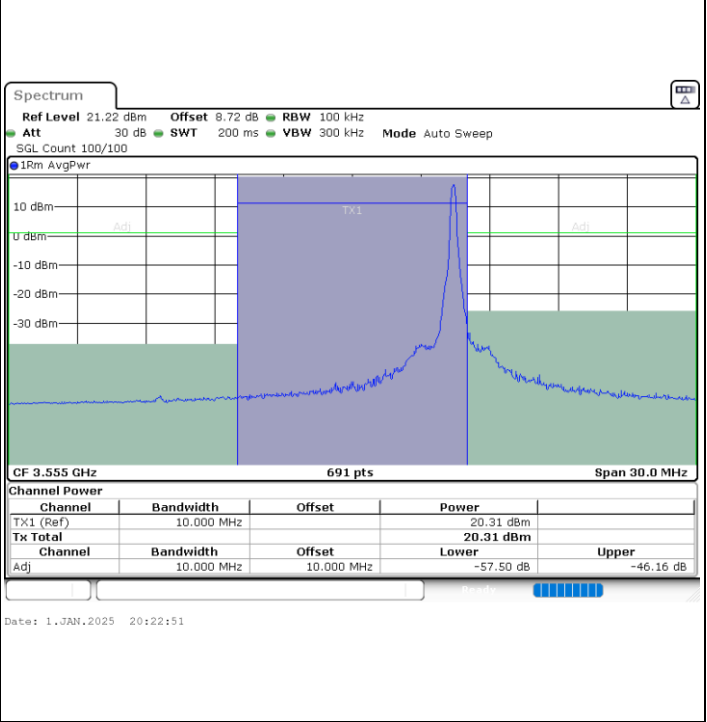 Spectrum
Ref Level 21.22 dBm Offset 8.72 dB RBW 100 kHz
Att 30 dB SWT 200 ms VBW 300 kHz Mode Auto Sweep
SGL Count 100/100
1Rm AvgPwr
10 dBm
TX1
Adj Adj
0 dBm
-10 dBm
-20 dBm
-30 dBm
CF 3.555 GHz 691 pts Span 30.0 MHz
Channel Power
Channel Bandwidth Offset Power
TX1 (Ref) 10.000 MHz 20.31 dBm
Tx Total 20.31 dBm
Channel Bandwidth Offset Lower Upper
Adj 10.000 MHz 10.000 MHz -57.50 dB -46.16 dB
Ready
Date: 1.JAN.2025 20:22:51